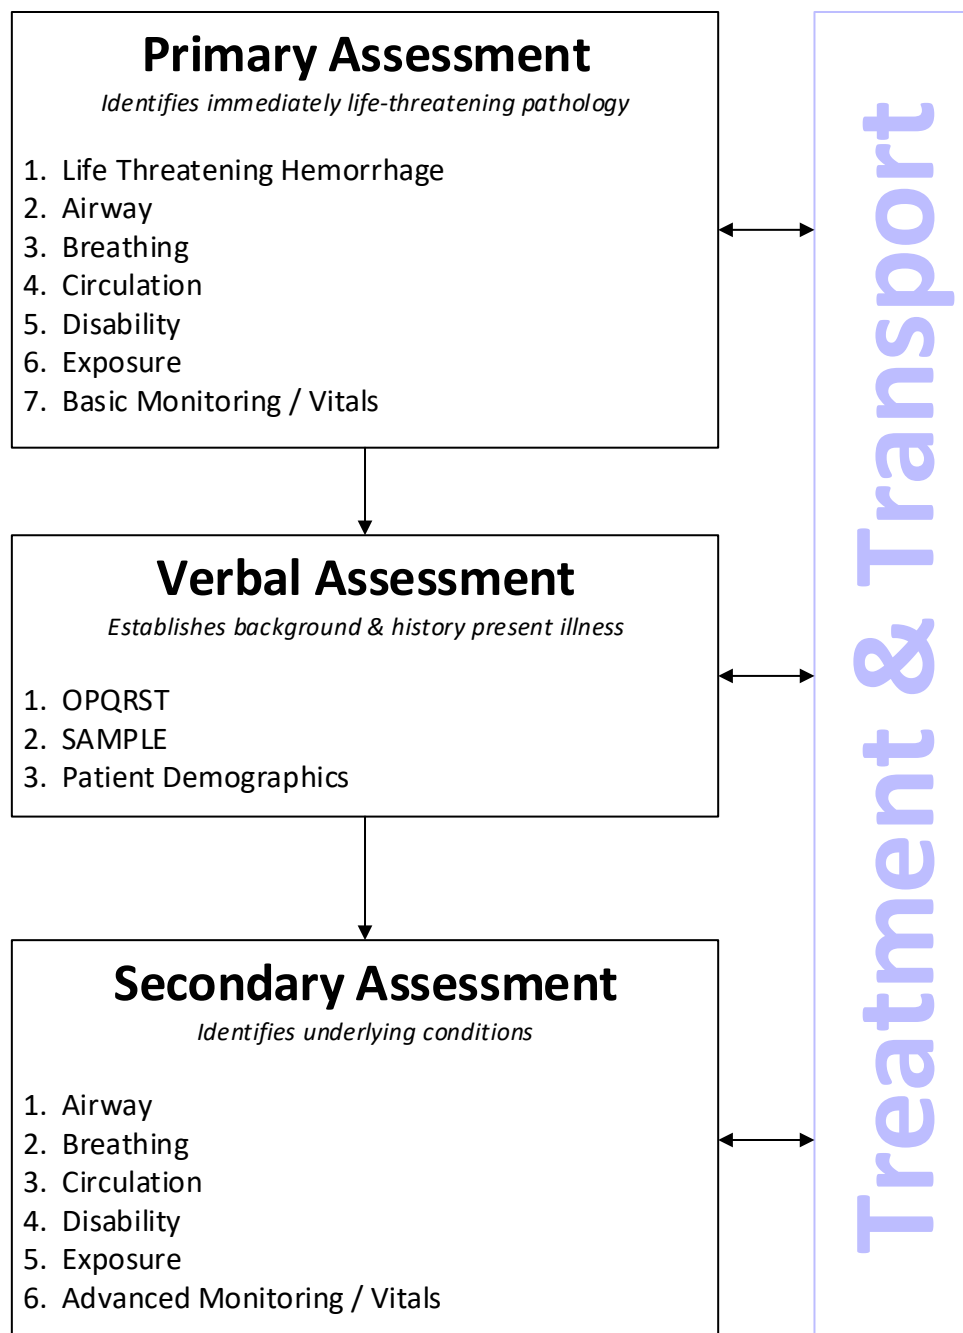 Primary Assessment
Identifies immediately life-threatening pathology
1. Life Threatening Hemorrhage
2. Airway
3. Breathing
4. Circulation
5. Disability
6. Exposure
7. Basic Monitoring / Vitals
Verbal Assessment
Establishes background & history present illness
1. OPQRST
2. SAMPLE
3. Patient Demographics
Secondary Assessment
Identifies underlying conditions
1. Airway
2. Breathing
3. Circulation
4. Disability
5. Exposure
6. Advanced Monitoring / Vitals
Treatment & Transport